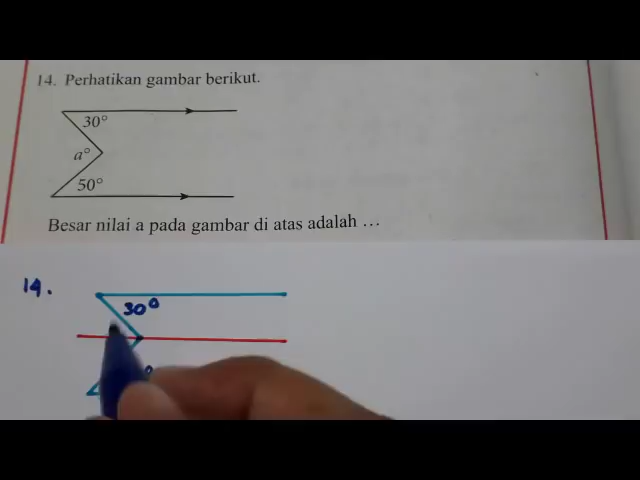 14. Perhatikan gambar berikut.
30°
a°
50°
Besar nilai a pada gambar di atas adalah ...
14.
30°